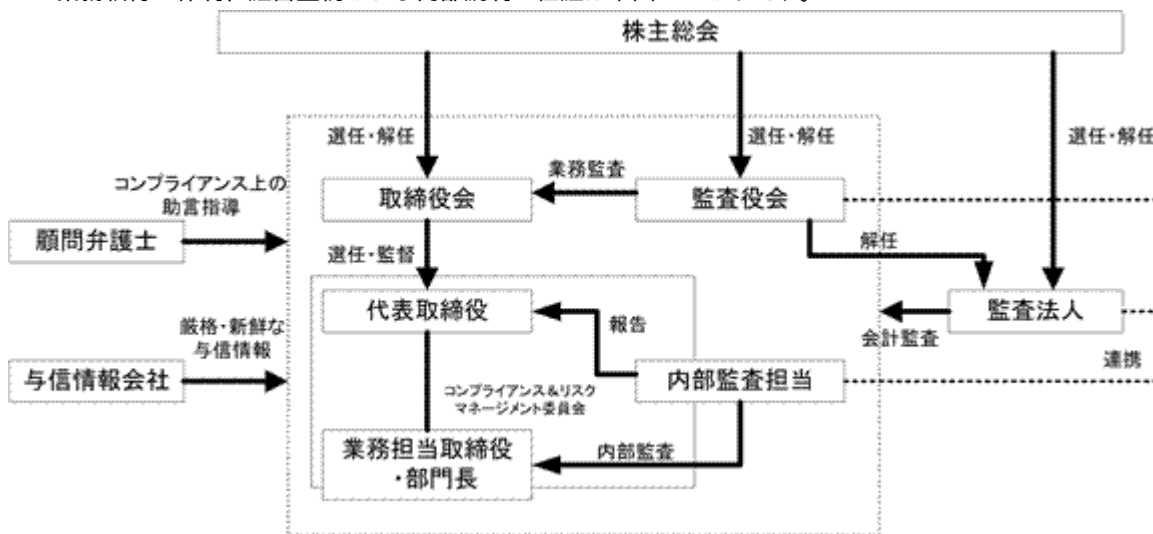 株主総会
選任・解任
選任・解任
選任・解任
業務監査
コンプライアンス上の
助言指導
取締役会
監査役会
顧問弁護士
解任
選任・監督
代表取締役
監査法人
報告
会計監査
厳格・新鮮な
与信情報
連携
与信情報会社
内部監査担当
コンプライアンス&リスク
マネージメント委員会
業務担当取締役
・部門長
内部監査